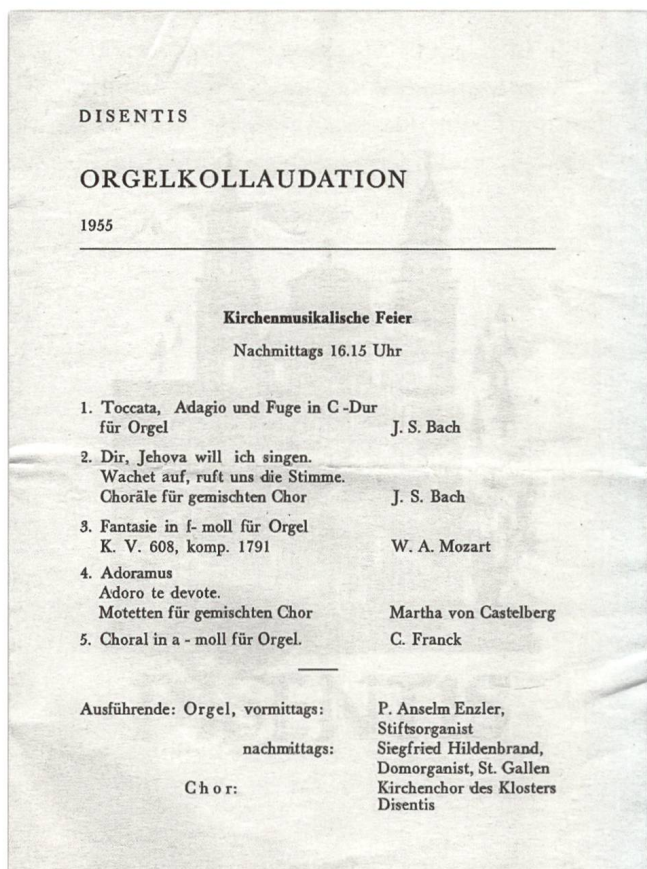 DISENTIS
ORGELKOLLAUDATION
1955
Kirchenmusikalische Feier
Nachmittags 16.15 Uhr
1. Toccata, Adagio und Fuge in C-Dur
für Orgel J. S. Bach
2. Dir, Jehova will ich singen.
Wachet auf, ruft uns die Stimme.
Choräle für gemischten Chor J. S. Bach
3. Fantasie in f- moll für Orgel
K. V. 608, komp. 1791 W. A. Mozart
4. Adoramus
Adoro te devote.
Motetten für gemischten Chor Martha von Castelberg
5. Choral in a - moll für Orgel. C. Franck
Ausführende: Orgel, vormittags: P. Anselm Enzler,
Stiftsorganist
nachmittags: Siegfried Hildenbrand,
Domorganist, St. Gallen
Chor: Kirchenchor des Klosters
Disentis